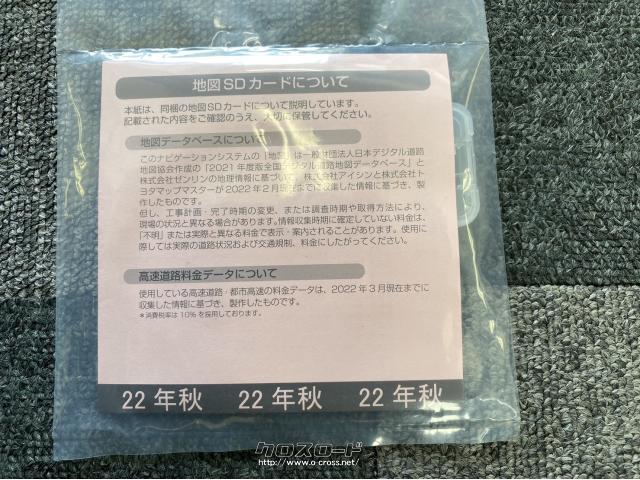 地図SDカードについて
本紙は、同梱の地図SDカードについて説明しています。
記載された内容をご確認のうえ、大切に保管してください。
地図データベースについて
このナビゲーションシステムの「地図」は一般財団法人日本デジタル道路
地図協会作成の「2021年度版全国デジタル道路地図データベース」と
株式会社ゼンリンの地理情報に基づいて、株式会社アイシンと株式会社ト
ヨタマップマスターが2022年2月現在までに収集した情報に基づき、製
作したものです。
但し、工事計画・完了時期の変更、または調査時期や取得方法により、
現場の状況と異なる場合があります。情報収集時期に確定していない料金は、
「不明」または実際と異なる料金で表示・案内されることがあります。使用に
際しては実際の道路状況および交通規制、料金にしたがってください。
高速道路料金データについて
使用している高速道路・都市高速の料金データは、2022年3月現在までに
収集した情報に基づき、製作したものです。
＊消費税率は10%を採用しております。
22年秋 22年秋 22年秋
クロスロード
http://www.o-cross.net/